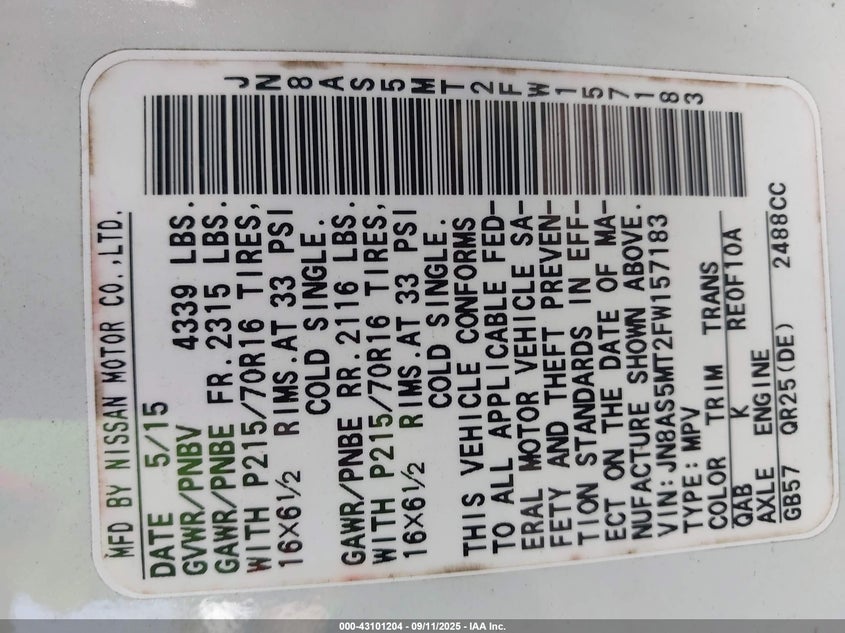 MFD BY NISSAN MOTOR CO.,LTD.
DATE 5/15
GVWR/PNBV 4339 LBS.
GAWR/PNBE FR.2315 LBS.
WITH P215/70R16 TIRES,
16X6½ RIMS.AT 33 PSI
COLD SINGLE.
GAWR/PNBE RR.2116 LBS.
WITH P215/70R16 TIRES,
16X6½ RIMS.AT 33 PSI
COLD SINGLE.
THIS VEHICLE CONFORMS
TO ALL APPLICABLE FED-
ERAL MOTOR VEHICLE SA-
FETY AND THEFT PREVEN-
TION STANDARDS IN EFF-
ECT ON THE DATE OF MA-
NUFACTURE SHOWN ABOVE.
VIN:JN8AS5MT2FW157183
TYPE:MPV
COLOR TRIM TRANS
QAB K RE0F10A
AXLE ENGINE
GB57 QR25(DE) 2488CC
JN8AS5MT2FW157183
000-43101204 - 09/11/2025 - IAA Inc.